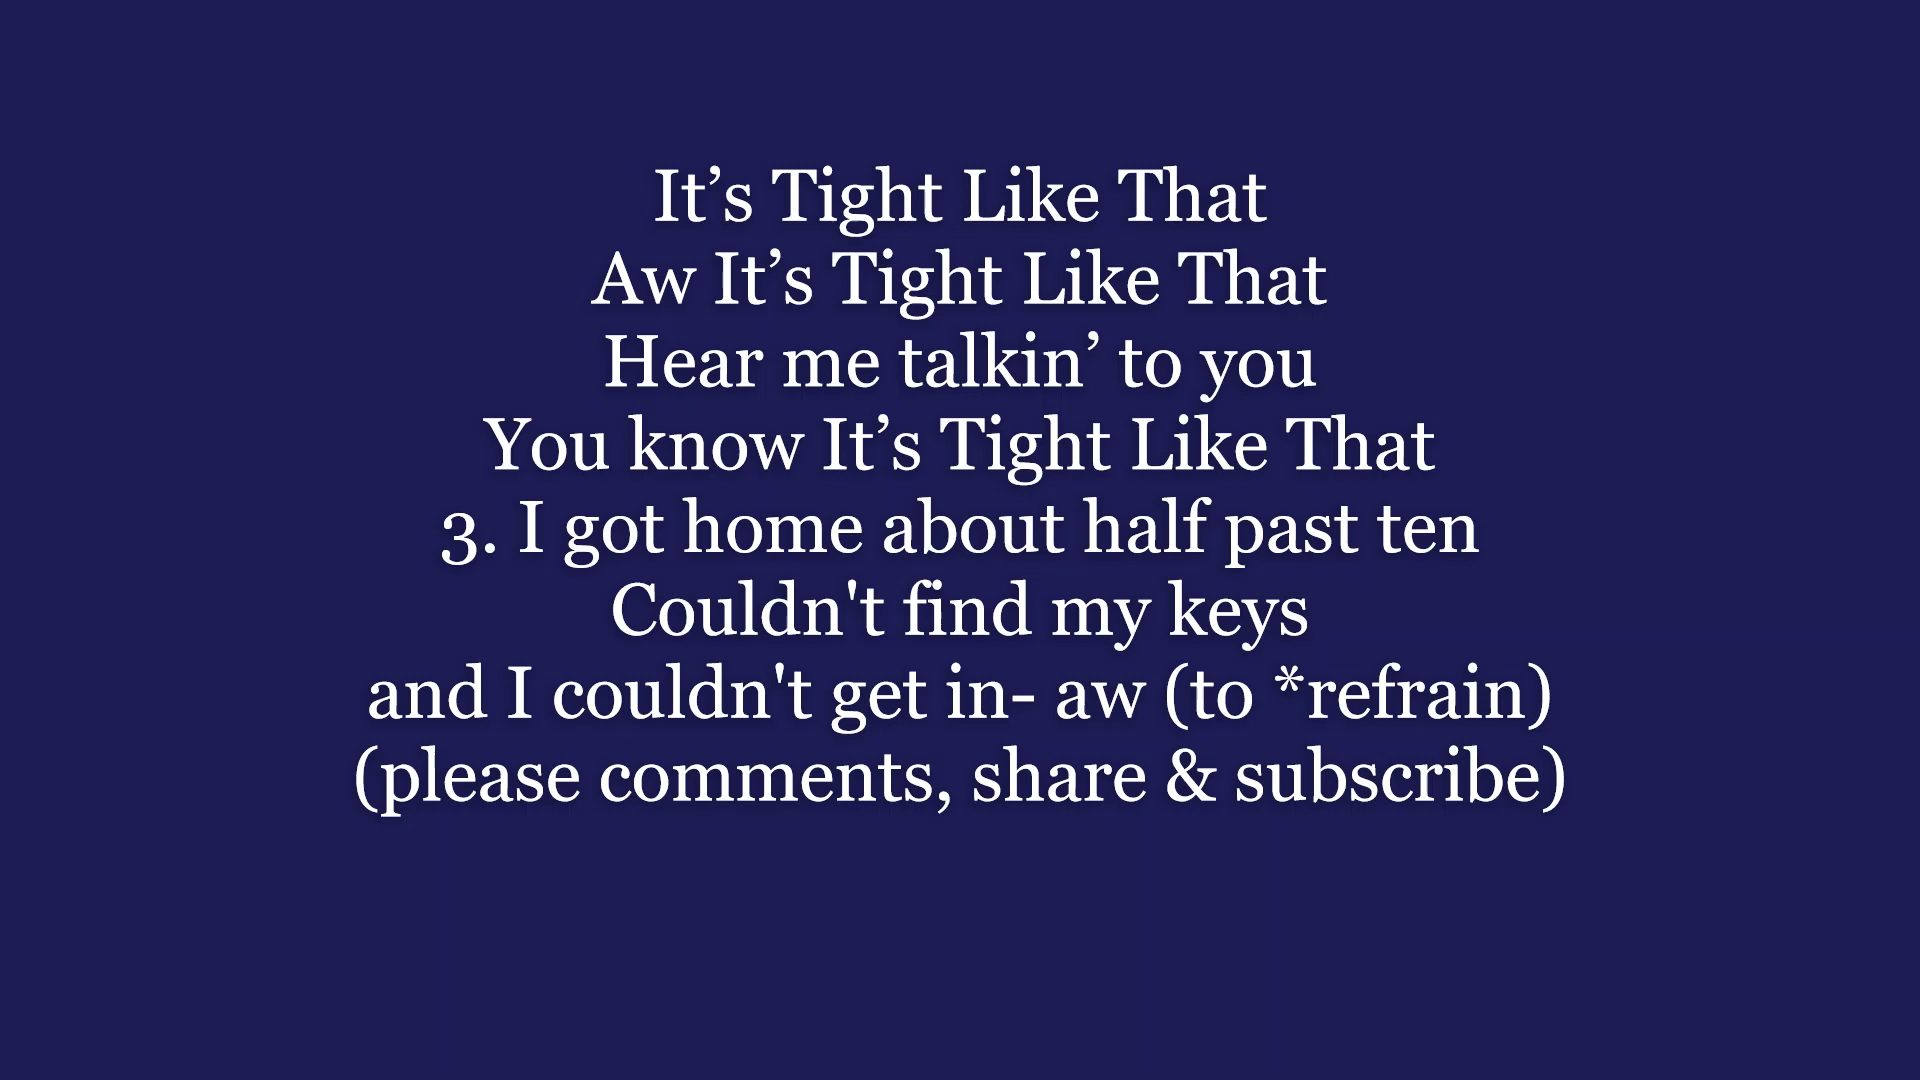 It’s Tight Like That
Aw It’s Tight Like That
Hear me talkin’ to you
You know It’s Tight Like That
3. I got home about half past ten
Couldn't find my keys
and I couldn't get in- aw (to *refrain)
(please comments, share & subscribe)